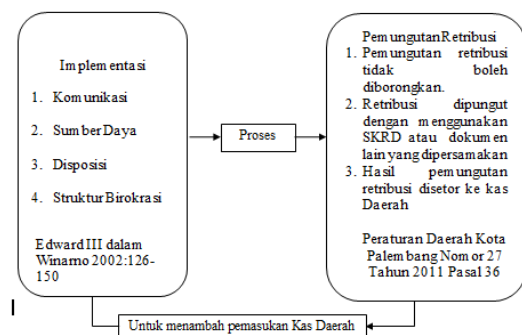 Implementasi
1. Komunikasi
2. Sumber Daya
3. Disposisi
4. Struktur Birokrasi
Edward III dalam
Winarno 2002:126-
150
Proses
Pemungutan Retribusi
1. Pemungutan retribusi
tidak boleh
diborongkan.
2. Retribusi dipungut
dengan menggunakan
SKRD atau dokumen
lain yang dipersamakan
3. Hasil pemungutan
retribusi disetor ke kas
Daerah
Peraturan Daerah Kota
Palembang Nomor 27
Tahun 2011 Pasal 36
Untuk menambah pemasukan Kas Daerah